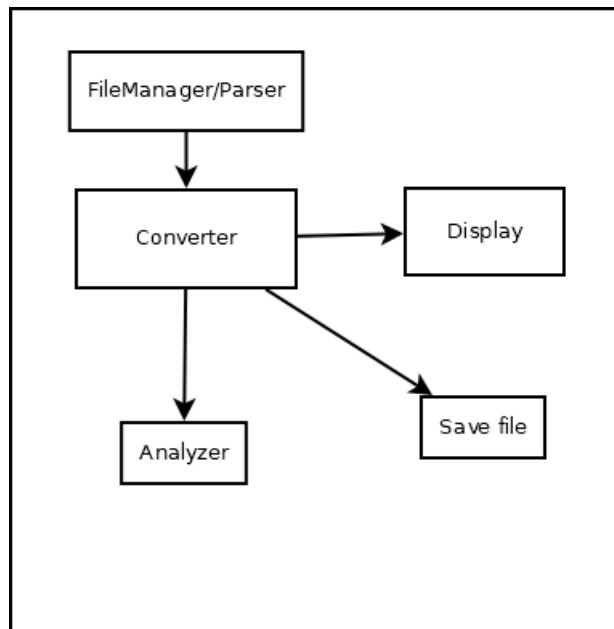 FileManager/Parser
Converter
Display
Analyzer
Save file